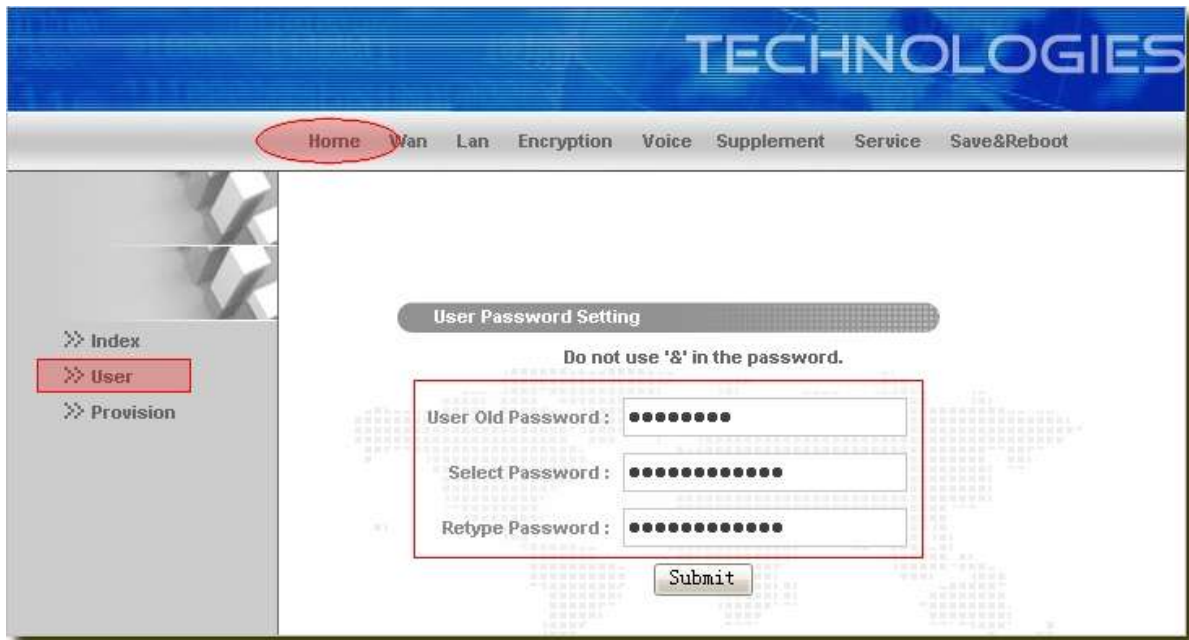 TECHNOLOGIES
Home Wan Lan Encryption Voice Supplement Service Save&Reboot
>> Index
>> User
>> Provision
User Password Setting
Do not use '&' in the password.
User Old Password : ●●●●●●●●
Select Password : ●●●●●●●●●●●●
Retype Password : ●●●●●●●●●●●●
Submit